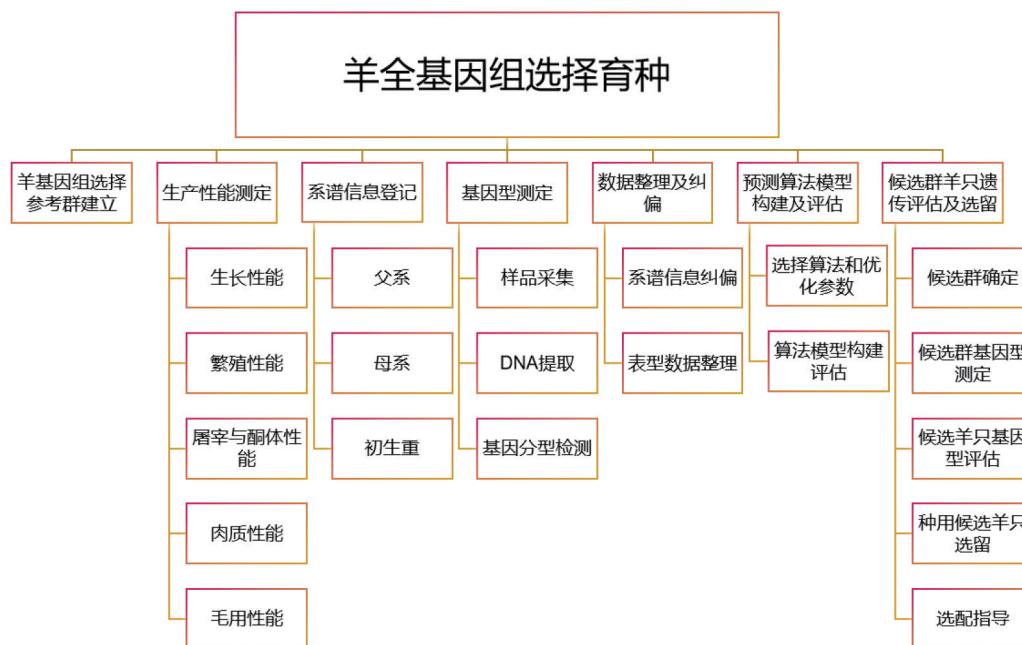 羊全基因组选择育种
羊基因组选择
参考群建立
生产性能测定
生长性能
繁殖性能
屠宰与酮体性
能
肉质性能
毛用性能
系谱信息登记
父系
母系
初生重
基因型测定
样品采集
DNA提取
基因分型检测
数据整理及纠
偏
系谱信息纠偏
表型数据整理
预测算法模型
构建及评估
选择算法和优
化参数
算法模型构建
评估
候选群羊只遗
传评估及选留
候选群确定
候选群基因型
测定
候选羊只基因
型评估
种用候选羊只
选留
选配指导